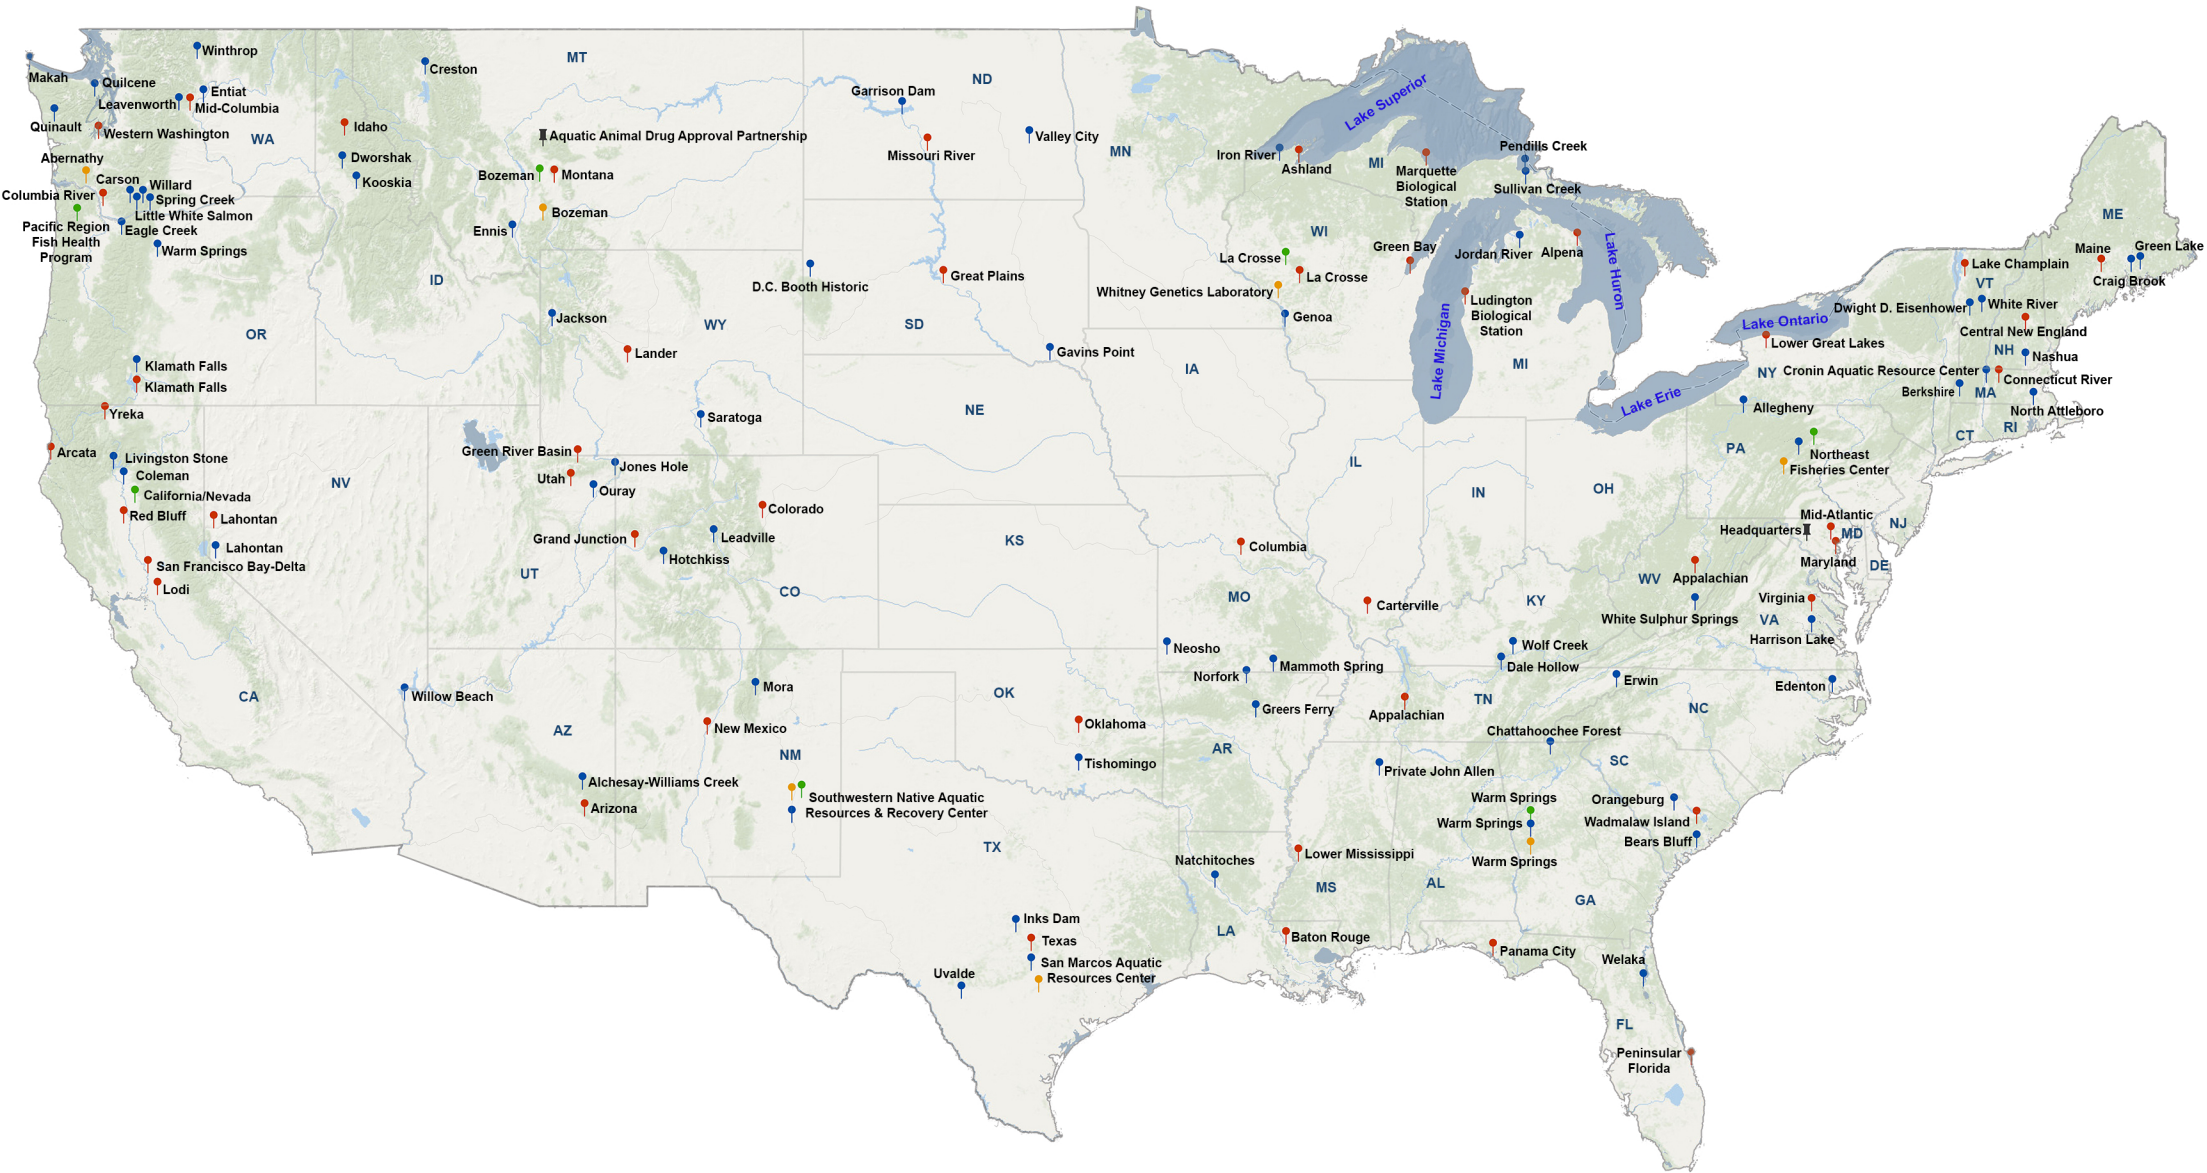 Winthrop
Makah
Quilcene
Leavenworth
Entiat
Mid-Columbia
Quinault
Western Washington
WA
Abernathy
Carson
Willard
Columbia River
Spring Creek
Little White Salmon
Pacific Region
Fish Health
Program
Eagle Creek
Warm Springs
OR
Klamath Falls
Klamath Falls
Yreka
Arcata
Livingston Stone
Coleman
California/Nevada
Red Bluff
Lahontan
Lahontan
San Francisco Bay-Delta
Lodi
NV
CA
Creston
MT
Idaho
Dworshak
Kooskia
ID
Aquatic Animal Drug Approval Partnership
Bozeman
Montana
Bozeman
Ennis
Jackson
WY
Lander
Saratoga
Green River Basin
Utah
Jones Hole
Ouray
Colorado
Grand Junction
Leadville
Hotchkiss
UT
CO
Willow Beach
AZ
Mora
New Mexico
NM
Alchesay-Williams Creek
Arizona
Southwestern Native Aquatic
Resources & Recovery Center
Garrison Dam
ND
Missouri River
Valley City
D.C. Booth Historic
Great Plains
SD
Gavins Point
NE
KS
OK
Oklahoma
Tishomingo
TX
Inks Dam
Texas
San Marcos Aquatic
Resources Center
Uvalde
MN
Iron River
Ashland
Lake Superior
MI
Marquette
Biological
Station
Pendills Creek
Sullivan Creek
WI
La Crosse
La Crosse
Whitney Genetics Laboratory
Genoa
Green Bay
Jordan River
Alpena
Lake Huron
Lake Michigan
Ludington
Biological
Station
MI
IA
IL
IN
OH
Columbia
MO
Carterville
KY
Neosho
Norfork
Mammoth Spring
Greers Ferry
AR
Wolf Creek
Dale Hollow
Erwin
TN
Appalachian
Natchitoches
LA
Lower Mississippi
MS
Baton Rouge
Private John Allen
AL
Chattahoochee Forest
Warm Springs
Warm Springs
Warm Springs
GA
Panama City
Welaka
FL
Peninsular
Florida
SC
Orangeburg
Wadmalaw Island
Bears Bluff
NC
Edenton
WV
Appalachian
White Sulphur Springs
Virginia
VA
Harrison Lake
Mid-Atlantic
Headquarters
MD
Maryland
DE
NJ
PA
Northeast
Fisheries Center
Allegheny
Lake Erie
Lake Ontario
Lower Great Lakes
NY
ME
Maine
Green Lake
Craig Brook
Lake Champlain
VT
Dwight D. Eisenhower
White River
Central New England
NH
Nashua
Cronin Aquatic Resource Center
Connecticut River
Berkshire
MA
North Attleboro
RI
CT